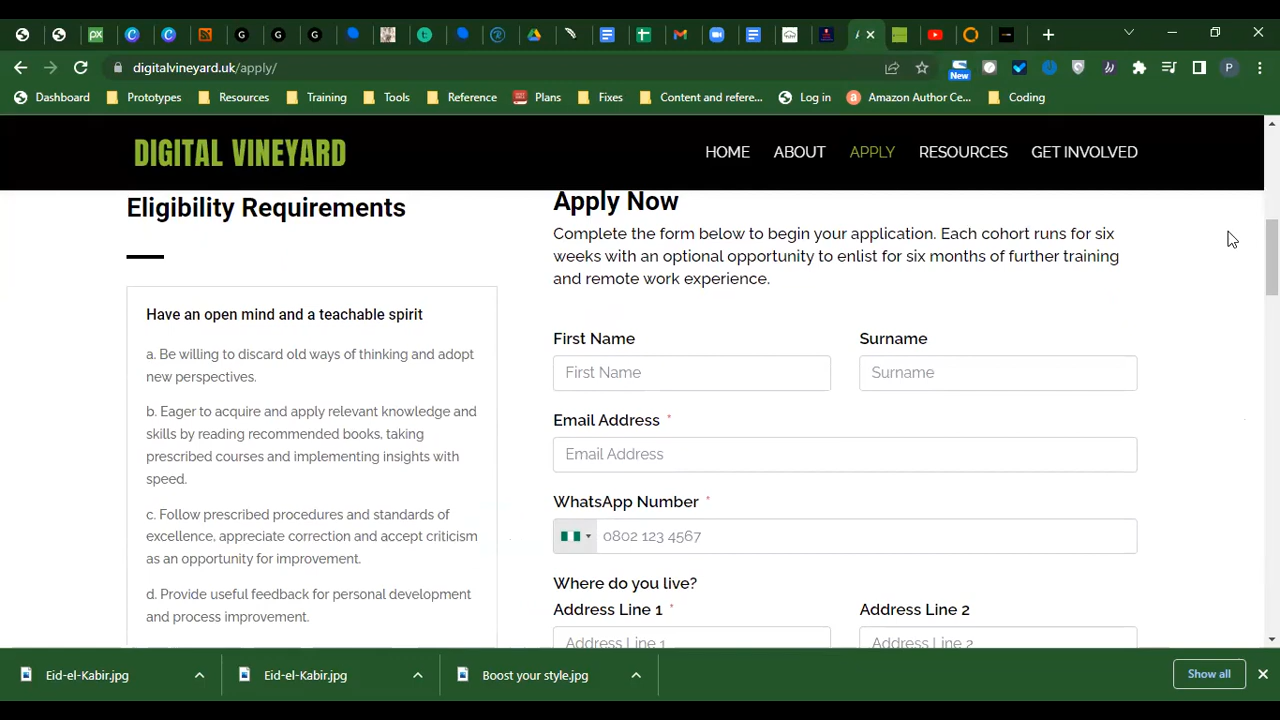 digitalvineyard.uk/apply/
New
P
Dashboard
Prototypes
Resources
Training
Tools
Reference
Plans
Fixes
Content and refere...
Log in
Amazon Author Ce...
Coding
DIGITAL VINEYARD
HOME
ABOUT
APPLY
RESOURCES
GET INVOLVED
Eligibility Requirements
Have an open mind and a teachable spirit
a. Be willing to discard old ways of thinking and adopt
new perspectives.
b. Eager to acquire and apply relevant knowledge and
skills by reading recommended books, taking
prescribed courses and implementing insights with
speed.
c. Follow prescribed procedures and standards of
excellence, appreciate correction and accept criticism
as an opportunity for improvement.
d. Provide useful feedback for personal development
and process improvement.
Apply Now
Complete the form below to begin your application. Each cohort runs for six
weeks with an optional opportunity to enlist for six months of further training
and remote work experience.
First Name
Surname
First Name
Surname
Email Address *
Email Address
WhatsApp Number *
0802 123 4567
Where do you live?
Address Line 1 *
Address Line 2
Address Line 1
Address Line 2
Eid-el-Kabir.jpg
Eid-el-Kabir.jpg
Boost your style.jpg
Show all